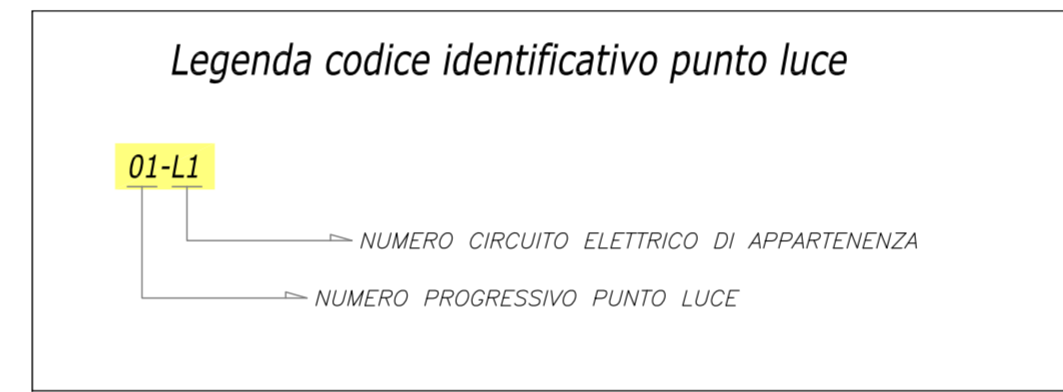 Legenda codice identificativo punto luce
01-L1
NUMERO CIRCUITO ELETTRICO DI APPARTENENZA
NUMERO PROGRESSIVO PUNTO LUCE